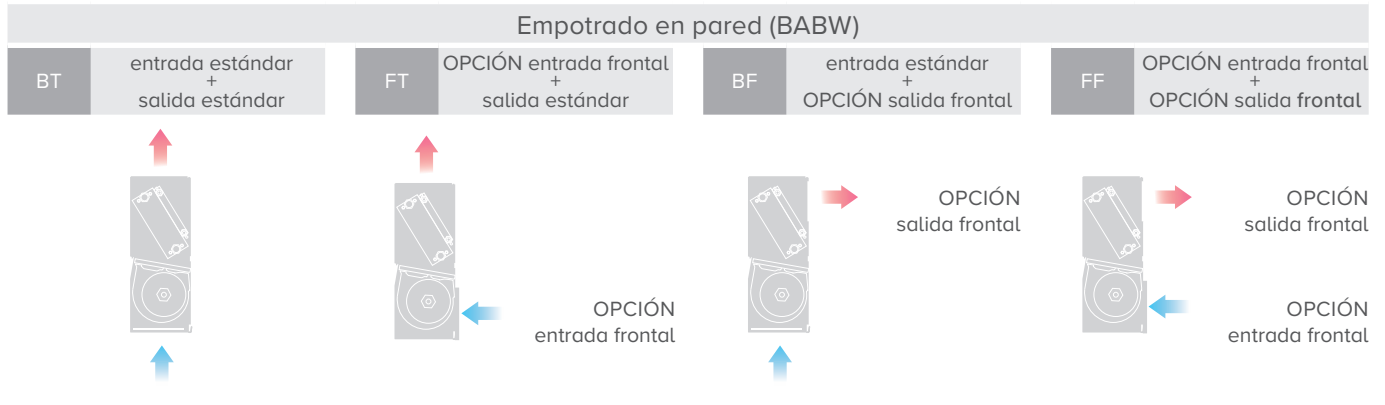 Empotrado en pared (BABW)
BT
entrada estándar
+
salida estándar
FT
OPCIÓN entrada frontal
+
salida estándar
BF
entrada estándar
+
OPCIÓN salida frontal
FF
OPCIÓN entrada frontal
+
OPCIÓN salida frontal
OPCIÓN
entrada frontal
OPCIÓN
salida frontal
OPCIÓN
salida frontal
OPCIÓN
entrada frontal